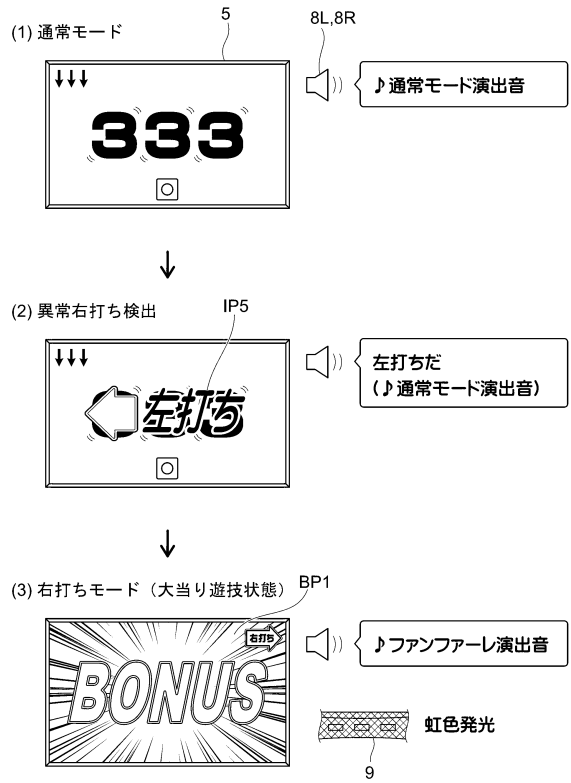 5
8L,8R
(1) 通常モード
↓↓↓
333
♪通常モード演出音
↓
(2) 異常右打ち検出
IP5
↓↓↓
左打ち
左打ちだ
(♪通常モード演出音)
↓
(3) 右打ちモード（大当り遊技状態）
BP1
右打ち
BONUS
♪ファンファーレ演出音
虹色発光
9